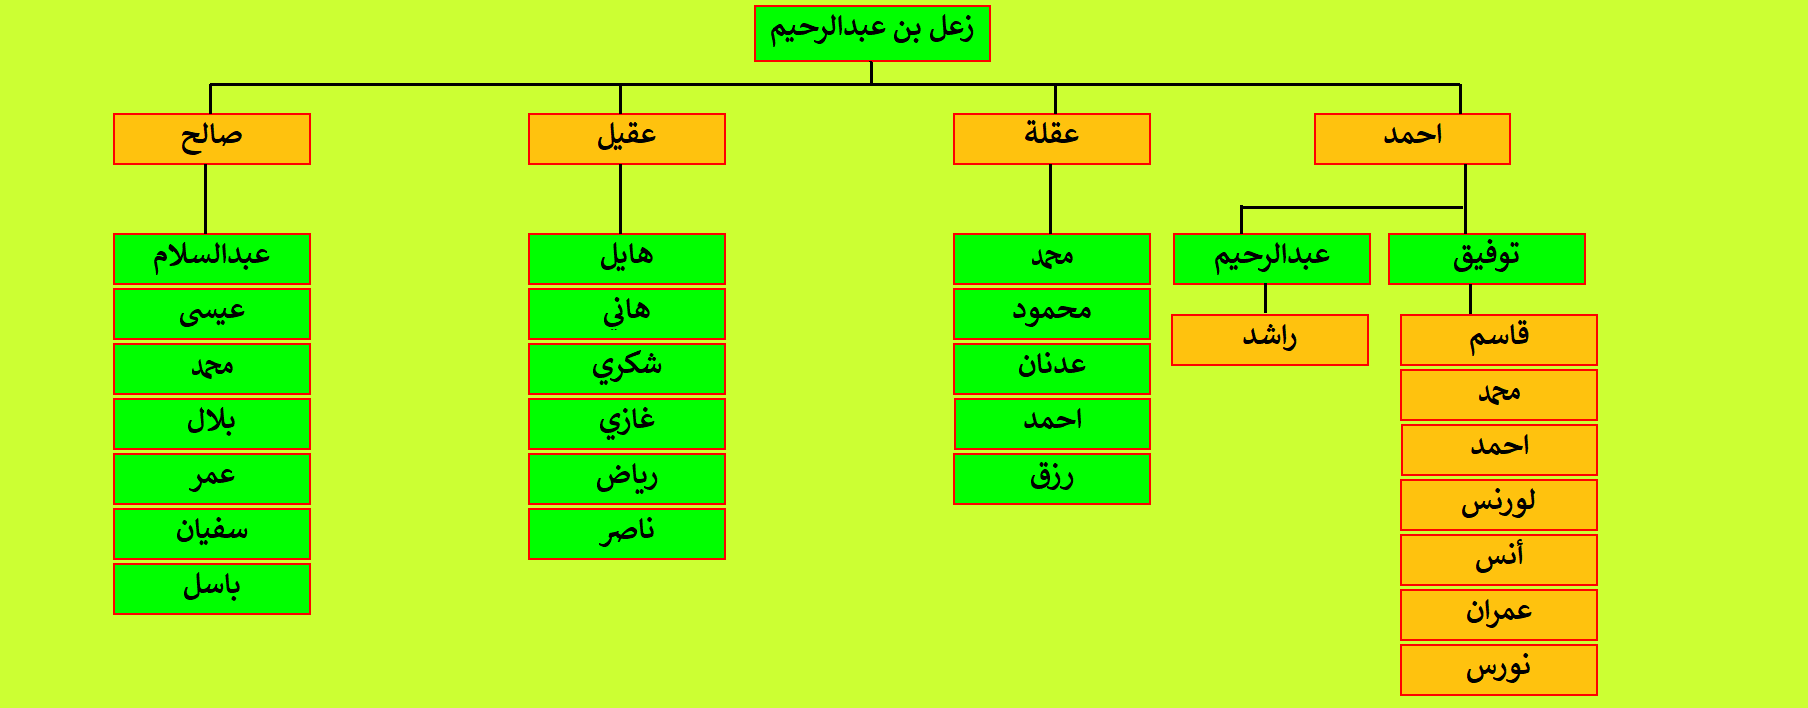 زعل بن عبدالرحيم
احمد
عقلة
عقيل
صالح
توفيق
عبدالرحيم
محمد
هايل
عبدالسلام
قاسم
راشد
محمود
هاني
عيسى
محمد
عدنان
شكري
محمد
احمد
احمد
غازي
بلال
لورنس
رزق
رياض
عمر
أنس
ناصر
سفيان
عمران
باسل
نورس